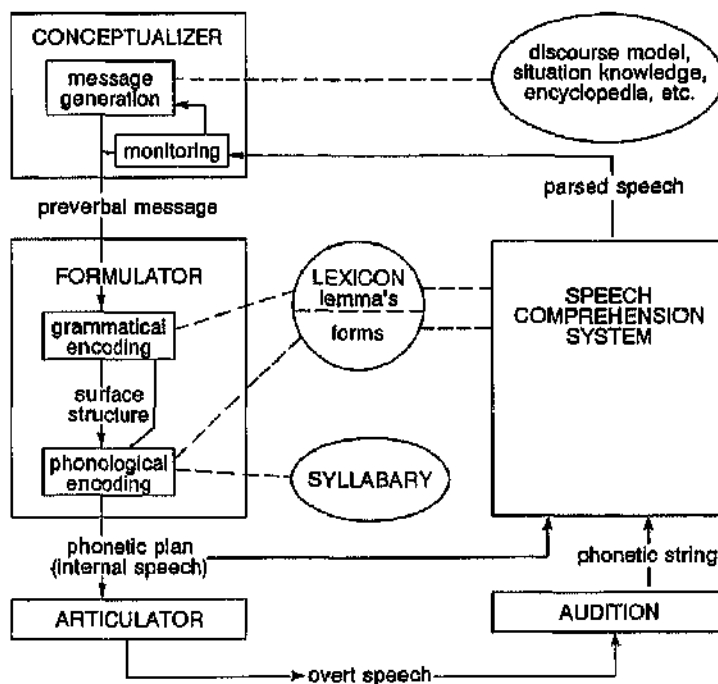 CONCEPTUALIZER
message
generation
monitoring
discourse model,
situation knowledge,
encyclopedia, etc.
parsed speech
preverbal message
FORMULATOR
grammatical
encoding
surface
structure
phonological
encoding
LEXICON
lemma's
forms
SYLLABARY
SPEECH
COMPREHENSION
SYSTEM
phonetic plan
(internal speech)
phonetic string
ARTICULATOR
AUDITION
overt speech